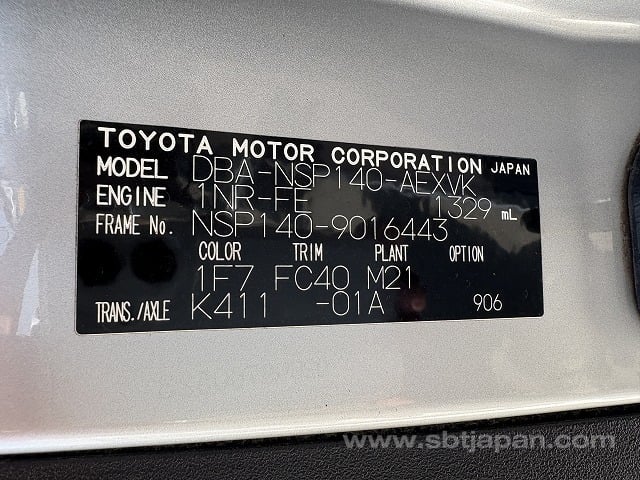 TOYOTA MOTOR CORPORATION JAPAN
MODEL DBA-NSP140-AEXVK
ENGINE 1NR-FE 1329 mL
FRAME No. NSP140-9016443
COLOR TRIM PLANT OPTION
1F7 FC40 M21
TRANS./AXLE K411 -01A 906
www.sbtjapan.com